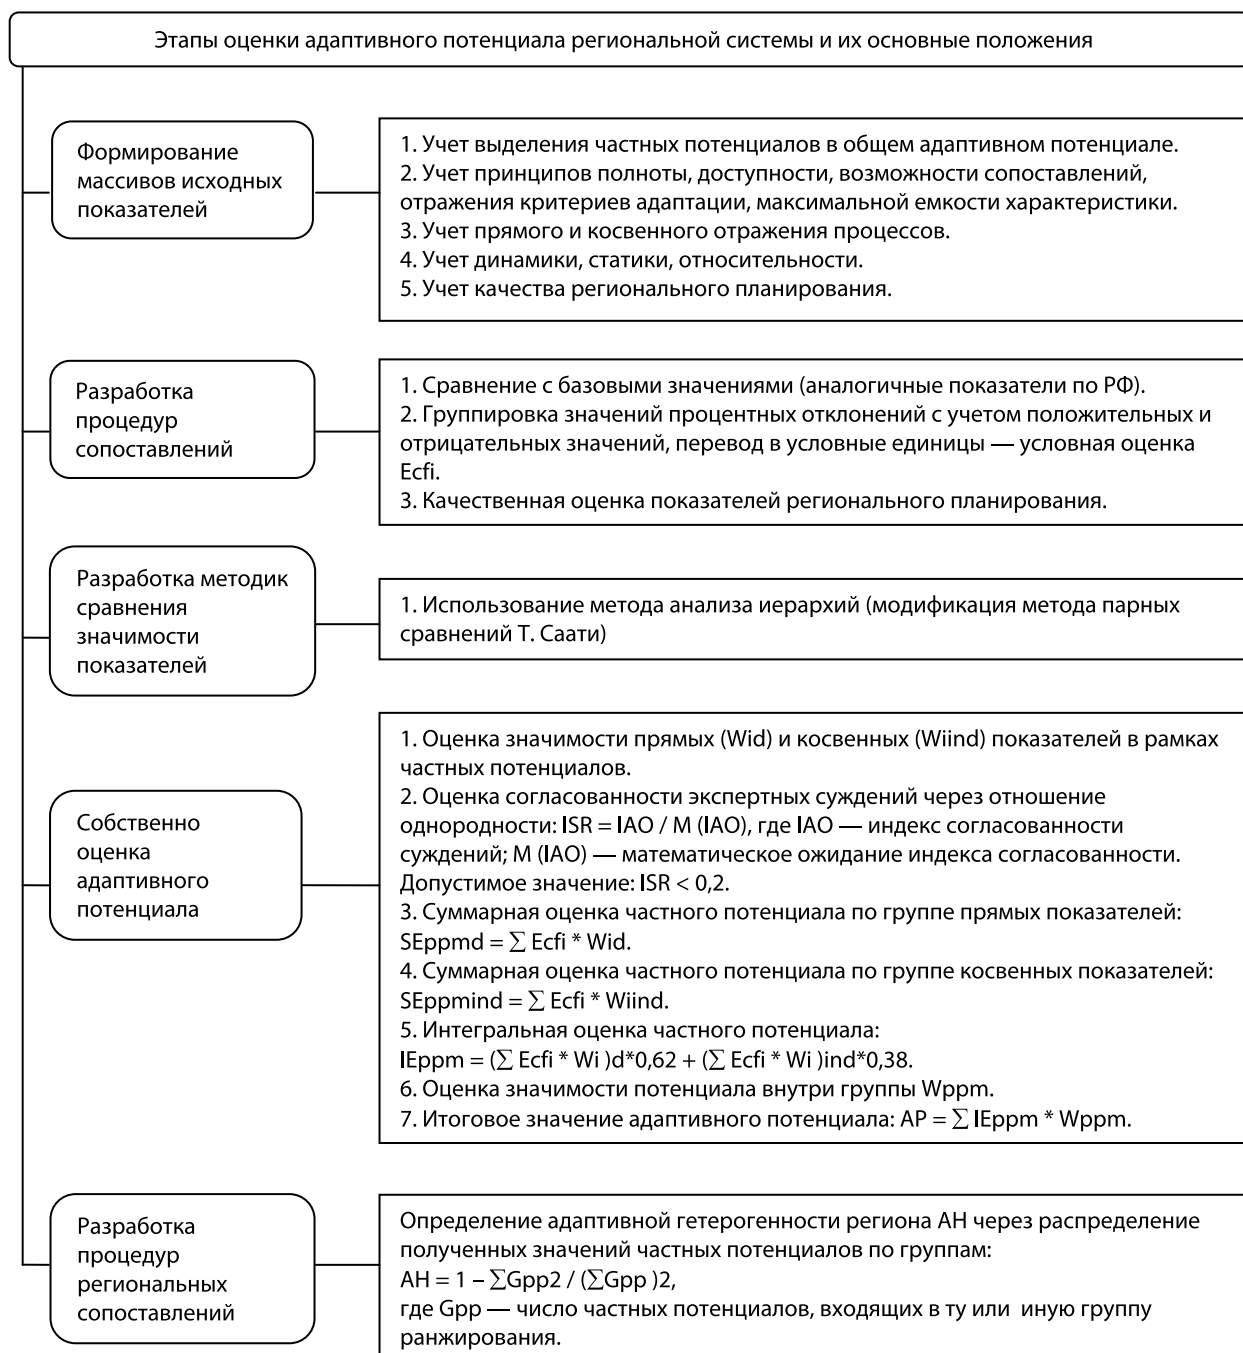 Этапы оценки адаптивного потенциала региональной системы и их основные положения
Формирование
массивов исходных
показателей
1. Учет выделения частных потенциалов в общем адаптивном потенциале.
2. Учет принципов полноты, доступности, возможности сопоставлений,
отражения критериев адаптации, максимальной емкости характеристики.
3. Учет прямого и косвенного отражения процессов.
4. Учет динамики, статики, относительности.
5. Учет качества регионального планирования.
Разработка
процедур
сопоставлений
1. Сравнение с базовыми значениями (аналогичные показатели по РФ).
2. Группировка значений процентных отклонений с учетом положительных и
отрицательных значений, перевод в условные единицы — условная оценка
Ecfi.
3. Качественная оценка показателей регионального планирования.
Разработка методик
сравнения
значимости
показателей
1. Использование метода анализа иерархий (модификация метода парных
сравнений Т. Саати)
Собственно
оценка
адаптивного
потенциала
1. Оценка значимости прямых (Wid) и косвенных (Wiind) показателей в рамках
частных потенциалов.
2. Оценка согласованности экспертных суждений через отношение
однородности: ISR = IAO / M (IAO), где IAO — индекс согласованности
суждений; M (IAO) — математическое ожидание индекса согласованности.
Допустимое значение: ISR < 0,2.
3. Суммарная оценка частного потенциала по группе прямых показателей:
SEppmd = ∑ Ecfi * Wid.
4. Суммарная оценка частного потенциала по группе косвенных показателей:
SEppmind = ∑ Ecfi * Wiind.
5. Интегральная оценка частного потенциала:
IEppm = (∑ Ecfi * Wi )d*0,62 + (∑ Ecfi * Wi )ind*0,38.
6. Оценка значимости потенциала внутри группы Wppm.
7. Итоговое значение адаптивного потенциала: AP = ∑ IEppm * Wppm.
Разработка
процедур
региональных
сопоставлений
Определение адаптивной гетерогенности региона АН через распределение
полученных значений частных потенциалов по группам:
AH = 1 – ∑Gpp2 / (∑Gpp )2,
где Gpp — число частных потенциалов, входящих в ту или иную группу
ранжирования.